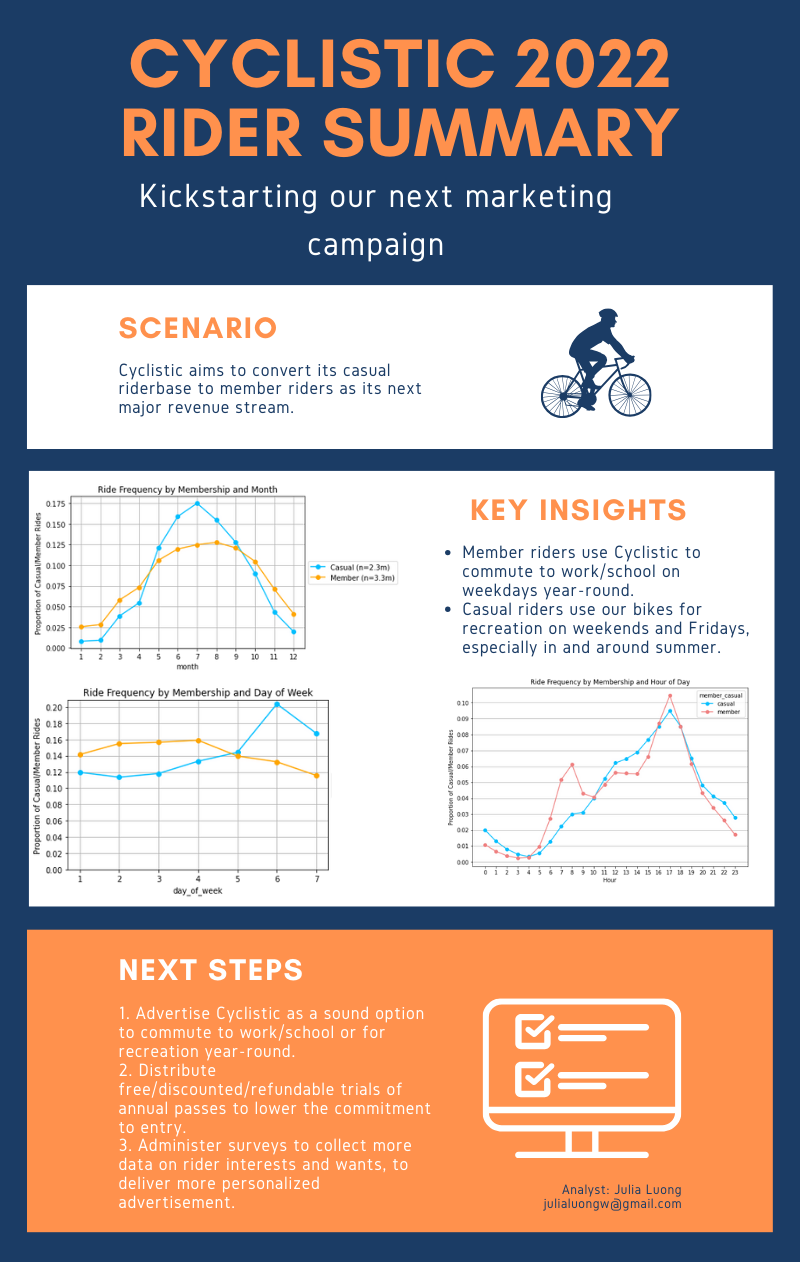 CYCLISTIC 2022
RIDER SUMMARY
Kickstarting our next marketing
campaign
SCENARIO
Cyclistic aims to convert its casual
riderbase to member riders as its next
major revenue stream.
Ride Frequency by Membership and Month
Proportion of Casual/Member Rides
0.175
0.150
0.125
0.100
0.075
0.050
0.025
0.000
1 2 3 4 5 6 7 8 9 10 11 12
month
Casual (n=2.3m)
Member (n=3.3m)
KEY INSIGHTS
• Member riders use Cyclistic to
commute to work/school on
weekdays year-round.
• Casual riders use our bikes for
recreation on weekends and Fridays,
especially in and around summer.
Ride Frequency by Membership and Day of Week
Proportion of Casual/Member Rides
0.20
0.18
0.16
0.14
0.12
0.10
0.08
0.06
0.04
0.02
0.00
1 2 3 4 5 6 7
day_of_week
Ride Frequency by Membership and Hour of Day
Proportion of Casual/Member Rides
member_casual
casual
member
0.10
0.09
0.08
0.07
0.06
0.05
0.04
0.03
0.02
0.01
0.00
0 1 2 3 4 5 6 7 8 9 10 11 12 13 14 15 16 17 18 19 20 21 22 23
Hour
NEXT STEPS
1. Advertise Cyclistic as a sound option
to commute to work/school or for
recreation year-round.
2. Distribute
free/discounted/refundable trials of
annual passes to lower the commitment
to entry.
3. Administer surveys to collect more
data on rider interests and wants, to
deliver more personalized
advertisement.
Analyst: Julia Luong
julialuongw@gmail.com